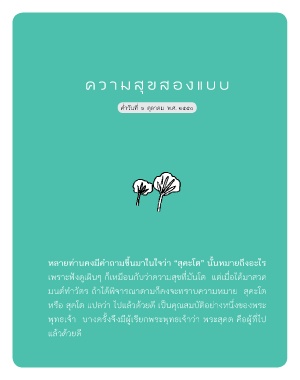 ความสุขสองแบบ
ค่ำวันที่ ๖ ตุลาคม พ.ศ. ๒๕๕๐
หลายท่านคงมีคำถามขึ้นมาในใจว่า “สุคะโต” นั้นหมายถึงอะไร
เพราะฟังดูเผินๆ ก็เหมือนกับว่าความสุขที่มันโต แต่เมื่อได้มาสวด
มนต์ทำวัตร ถ้าได้พิจารณาตามก็คงจะทราบความหมาย สุคะโต
หรือ สุคโต แปลว่า ไปแล้วด้วยดี เป็นคุณสมบัติอย่างหนึ่งของพระ
พุทธเจ้า บางครั้งจึงมีผู้เรียกพระพุทธเจ้าว่า พระสุคต คือผู้ที่ไป
แล้วด้วยดี